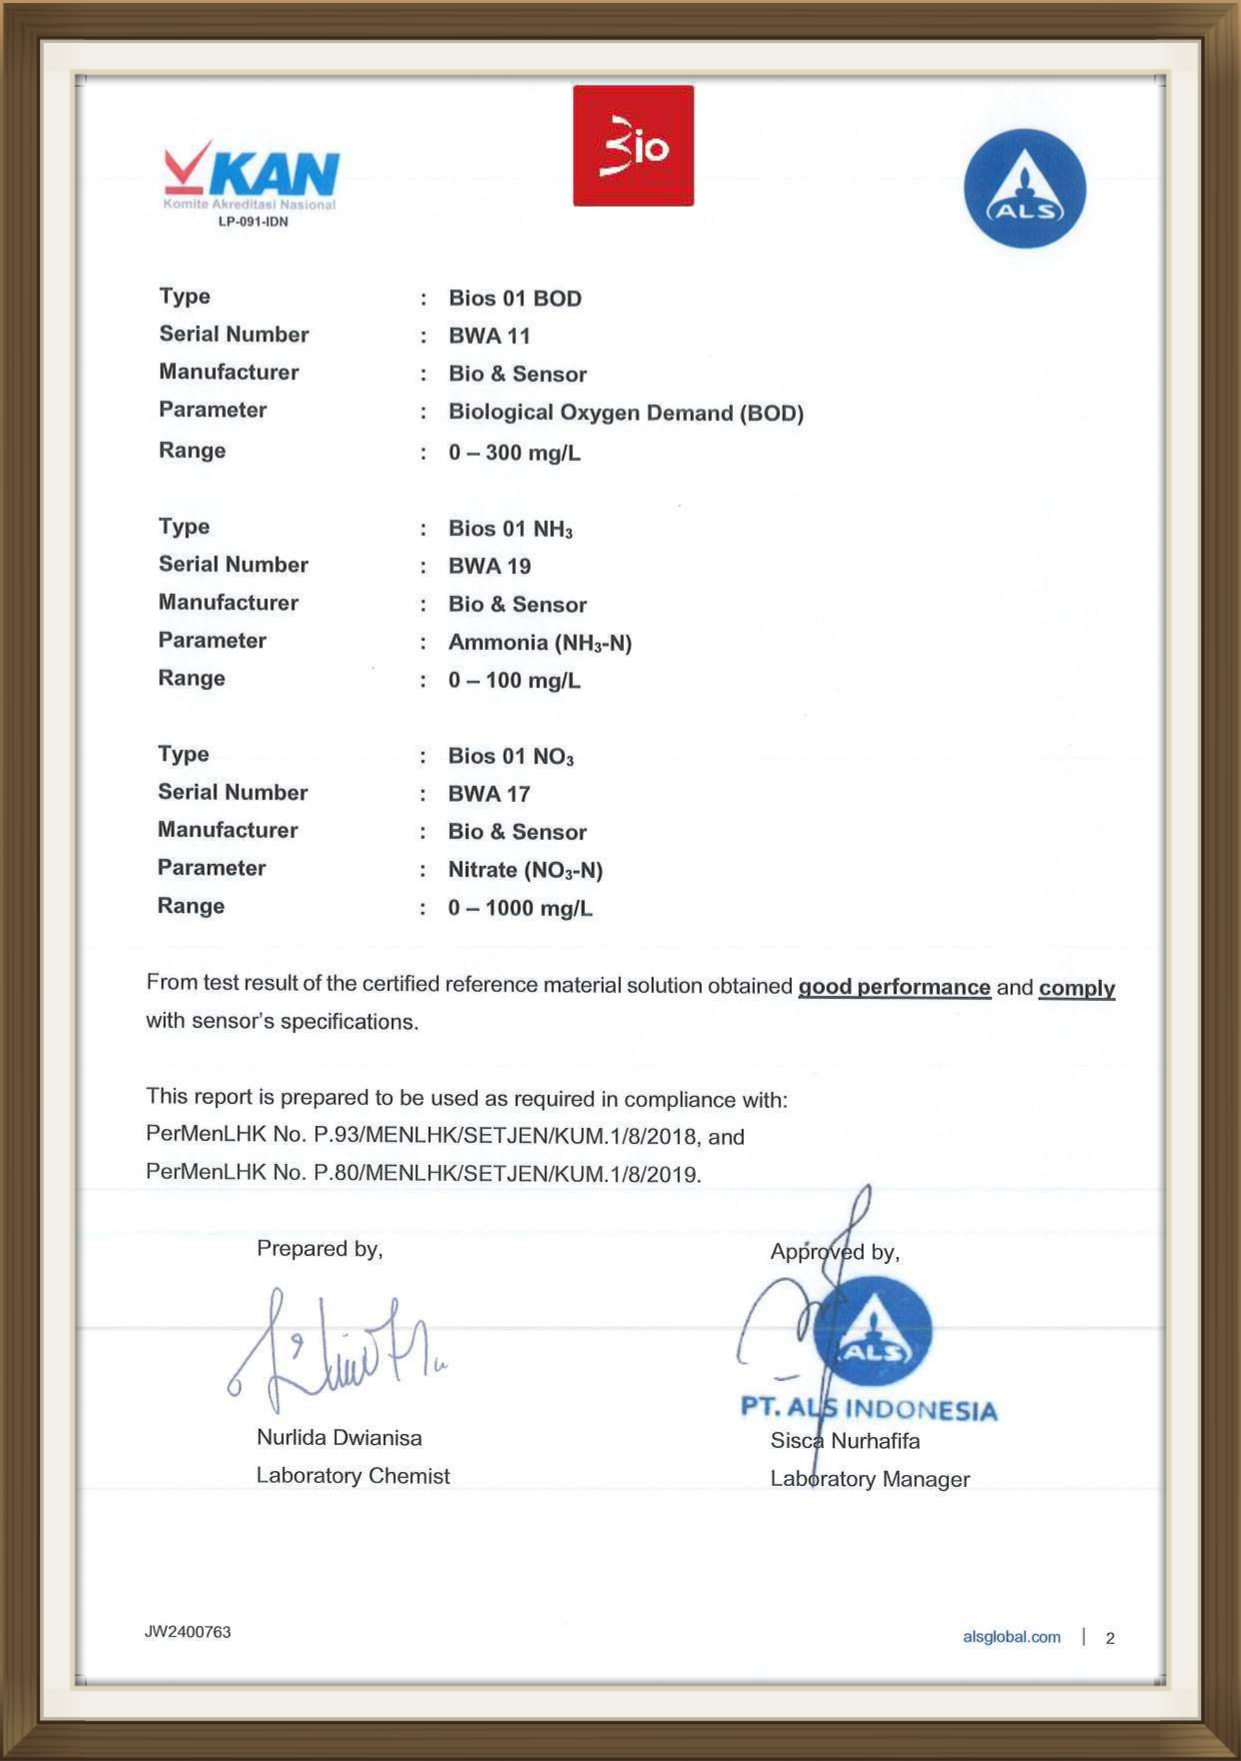 KAN
Komite Akreditasi Nasional
LP-091-IDN
Bio
ALS
Type : Bios 01 BOD
Serial Number : BWA 11
Manufacturer : Bio & Sensor
Parameter : Biological Oxygen Demand (BOD)
Range : 0 – 300 mg/L
Type : Bios 01 NH₃
Serial Number : BWA 19
Manufacturer : Bio & Sensor
Parameter : Ammonia (NH₃-N)
Range : 0 – 100 mg/L
Type : Bios 01 NO₃
Serial Number : BWA 17
Manufacturer : Bio & Sensor
Parameter : Nitrate (NO₃-N)
Range : 0 – 1000 mg/L
From test result of the certified reference material solution obtained good performance and comply
with sensor's specifications.
This report is prepared to be used as required in compliance with:
PerMenLHK No. P.93/MENLHK/SETJEN/KUM.1/8/2018, and
PerMenLHK No. P.80/MENLHK/SETJEN/KUM.1/8/2019.
Prepared by,
Approved by,
ALS
PT. ALS INDONESIA
Nurlida Dwianisa
Sisca Nurhafifa
Laboratory Chemist
Laboratory Manager
JW2400763
alsglobal.com | 2